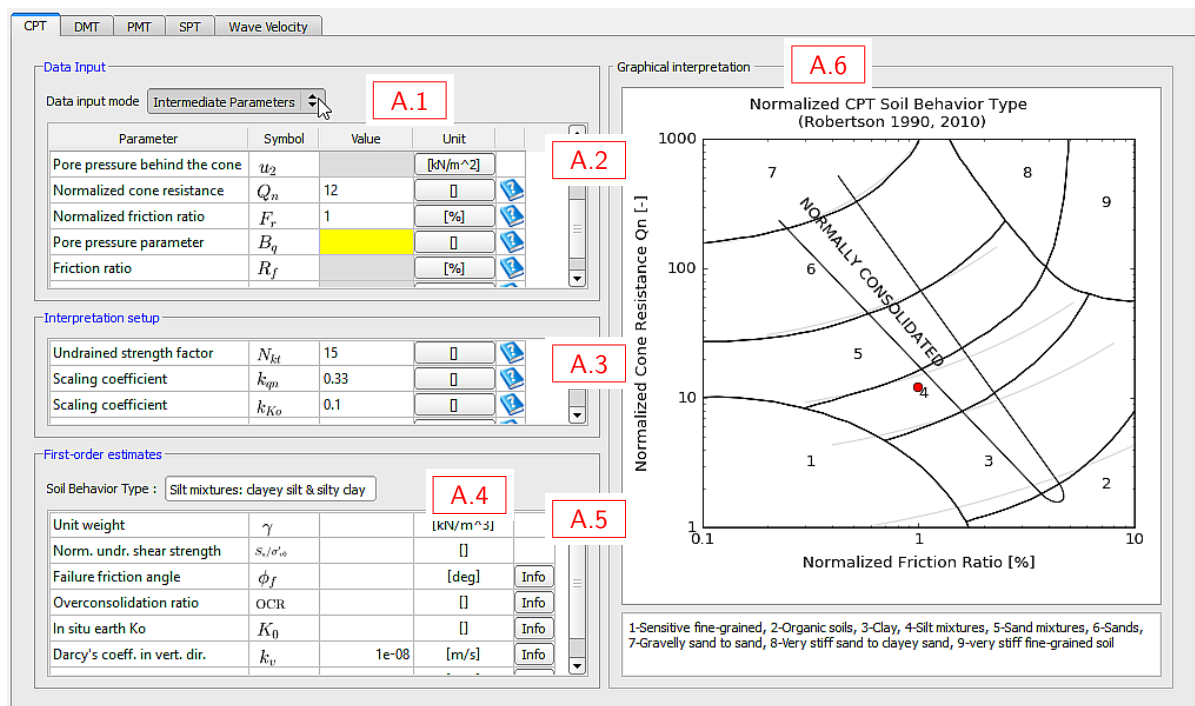 CPT DMT PMT SPT Wave Velocity
Data Input
Data input mode Intermediate Parameters A.1
Parameter Symbol Value Unit
A.2
Pore pressure behind the cone u₂ [kN/m^2]
Normalized cone resistance Qₙ 12 []
Normalized friction ratio Fᵣ 1 [%]
Pore pressure parameter B_q []
Friction ratio R_f [%]
Interpretation setup
A.3
Undrained strength factor N_kt 15 []
Scaling coefficient k_qn 0.33 []
Scaling coefficient k_Ko 0.1 []
First-order estimates
Soil Behavior Type : Silt mixtures: clayey silt & silty clay
A.4
A.5
Unit weight γ [kN/m^3]
Norm. undr. shear strength Sᵤ/σ'ᵥ₀ []
Failure friction angle ϕ_f [deg] Info
Overconsolidation ratio OCR [] Info
In situ earth Ko K₀ [] Info
Darcy's coeff. in vert. dir. kᵥ 1e-08 [m/s] Info
Graphical interpretation A.6
Normalized CPT Soil Behavior Type
(Robertson 1990, 2010)
Normalized Cone Resistance Qn [-]
1000
100
10
1
7
8
9
6
NORMALLY CONSOLIDATED
5
4
1
3
2
0.1 1 10
Normalized Friction Ratio [%]
1-Sensitive fine-grained, 2-Organic soils, 3-Clay, 4-Silt mixtures, 5-Sand mixtures, 6-Sands,
7-Gravelly sand to sand, 8-Very stiff sand to clayey sand, 9-very stiff fine-grained soil